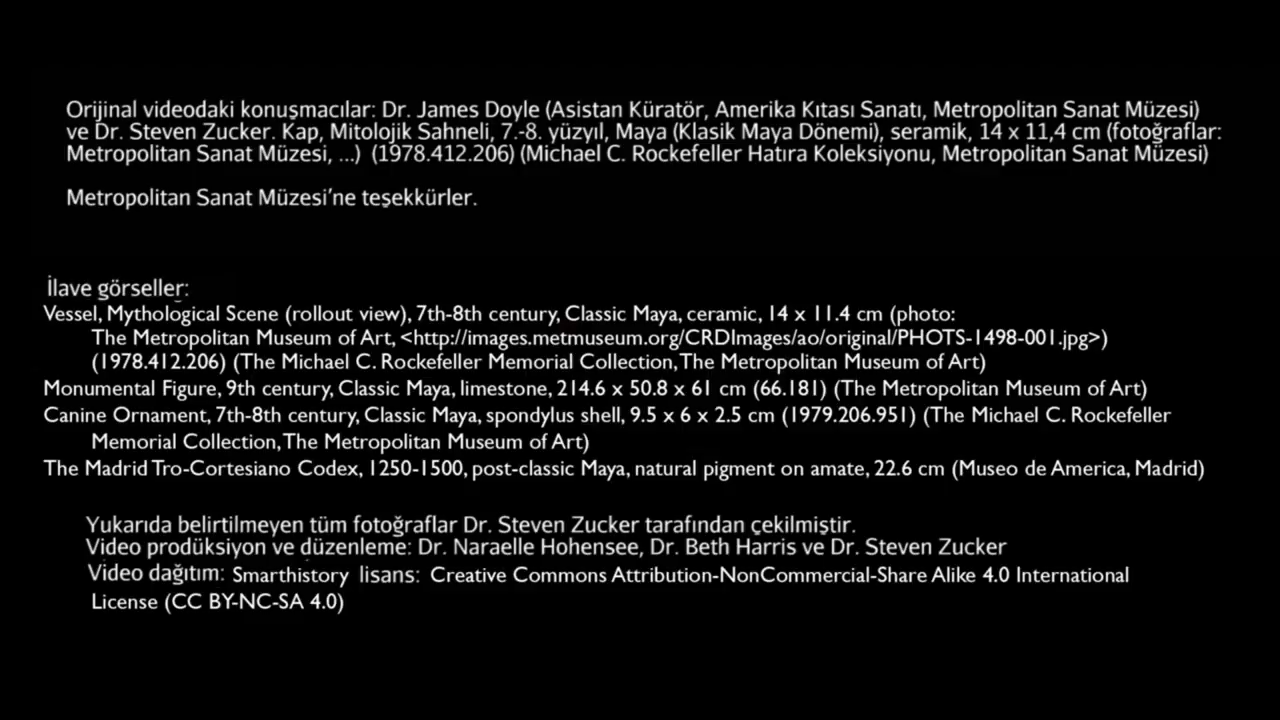 Orijinal videodaki konuşmacılar: Dr. James Doyle (Asistan Küratör, Amerika Kıtası Sanatı, Metropolitan Sanat Müzesi)
ve Dr. Steven Zucker. Kap, Mitolojik Sahneli, 7.-8. yüzyıl, Maya (Klasik Maya Dönemi), seramik, 14 x 11,4 cm (fotoğraflar:
Metropolitan Sanat Müzesi, ...) (1978.412.206) (Michael C. Rockefeller Hatıra Koleksiyonu, Metropolitan Sanat Müzesi)
Metropolitan Sanat Müzesi’ne teşekkürler.
İlave görseller:
Vessel, Mythological Scene (rollout view), 7th-8th century, Classic Maya, ceramic, 14 x 11.4 cm (photo:
The Metropolitan Museum of Art, <http://images.metmuseum.org/CRDImages/ao/original/PHOTS-1498-001.jpg>)
(1978.412.206) (The Michael C. Rockefeller Memorial Collection, The Metropolitan Museum of Art)
Monumental Figure, 9th century, Classic Maya, limestone, 214.6 x 50.8 x 61 cm (66.181) (The Metropolitan Museum of Art)
Canine Ornament, 7th-8th century, Classic Maya, spondylus shell, 9.5 x 6 x 2.5 cm (1979.206.951) (The Michael C. Rockefeller
Memorial Collection, The Metropolitan Museum of Art)
The Madrid Tro-Cortesiano Codex, 1250-1500, post-classic Maya, natural pigment on amate, 22.6 cm (Museo de America, Madrid)
Yukarıda belirtilmeyen tüm fotoğraflar Dr. Steven Zucker tarafından çekilmiştir.
Video prodüksiyon ve düzenleme: Dr. Naraelle Hohensee, Dr. Beth Harris ve Dr. Steven Zucker
Video dağıtım: Smarthistory lisans: Creative Commons Attribution-NonCommercial-Share Alike 4.0 International
License (CC BY-NC-SA 4.0)